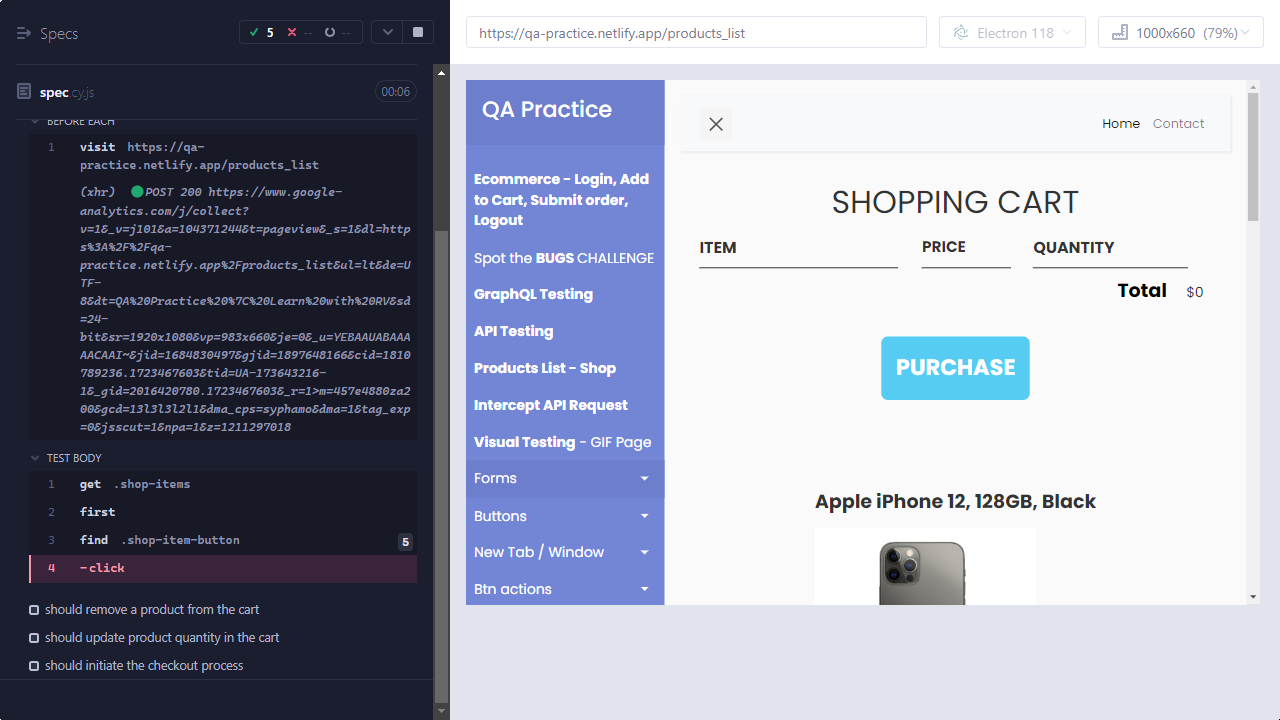 Specs
5
--
--
spec.cy.js
00:06
BEFORE EACH
1 visit https://qa-
practice.netlify.app/products_list
(xhr) POST 200 https://www.google-
analytics.com/j/collect?
v=1&_v=j101&a=104371244&t=pageview&_s=1&dl=http
s%3A%2F%2Fqa-
practice.netlify.app%2Fproducts_list&ul=lt&de=U
TF-
8&dt=QA%20Practice%20%7C%20Learn%20with%20RV&sd
=24-
bit&sr=1920x1080&vp=983x660&je=0&_u=YEBAAUABAAA
AACAAI~&jid=1684830497&gjid=1897648166&cid=1810
789236.1723467603&tid=UA-173643216-
1&_gid=2016420780.1723467603&_r=1>m=457e4880za2
00&gcd=13l3l3l2l1&dma_cps=syphamo&dma=1&tag_exp
=0&jsscut=1&npa=1&z=1211297018
TEST BODY
1 get .shop-items
2 first
3 find .shop-item-button 5
4 -click
should remove a product from the cart
should update product quantity in the cart
should initiate the checkout process
https://qa-practice.netlify.app/products_list
Electron 118
1000x660 (79%)
QA Practice
Ecommerce - Login, Add
to Cart, Submit order,
Logout
Spot the BUGS CHALLENGE
GraphQL Testing
API Testing
Products List - Shop
Intercept API Request
Visual Testing - GIF Page
Forms
Buttons
New Tab / Window
Btn actions
Home Contact
SHOPPING CART
ITEM PRICE QUANTITY
Total $0
PURCHASE
Apple iPhone 12, 128GB, Black